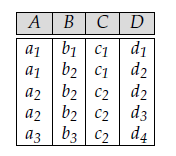 A B C D
a1 b1 c1 d1
a1 b2 c1 d2
a2 b2 c2 d2
a2 b2 c2 d3
a3 b3 c2 d4